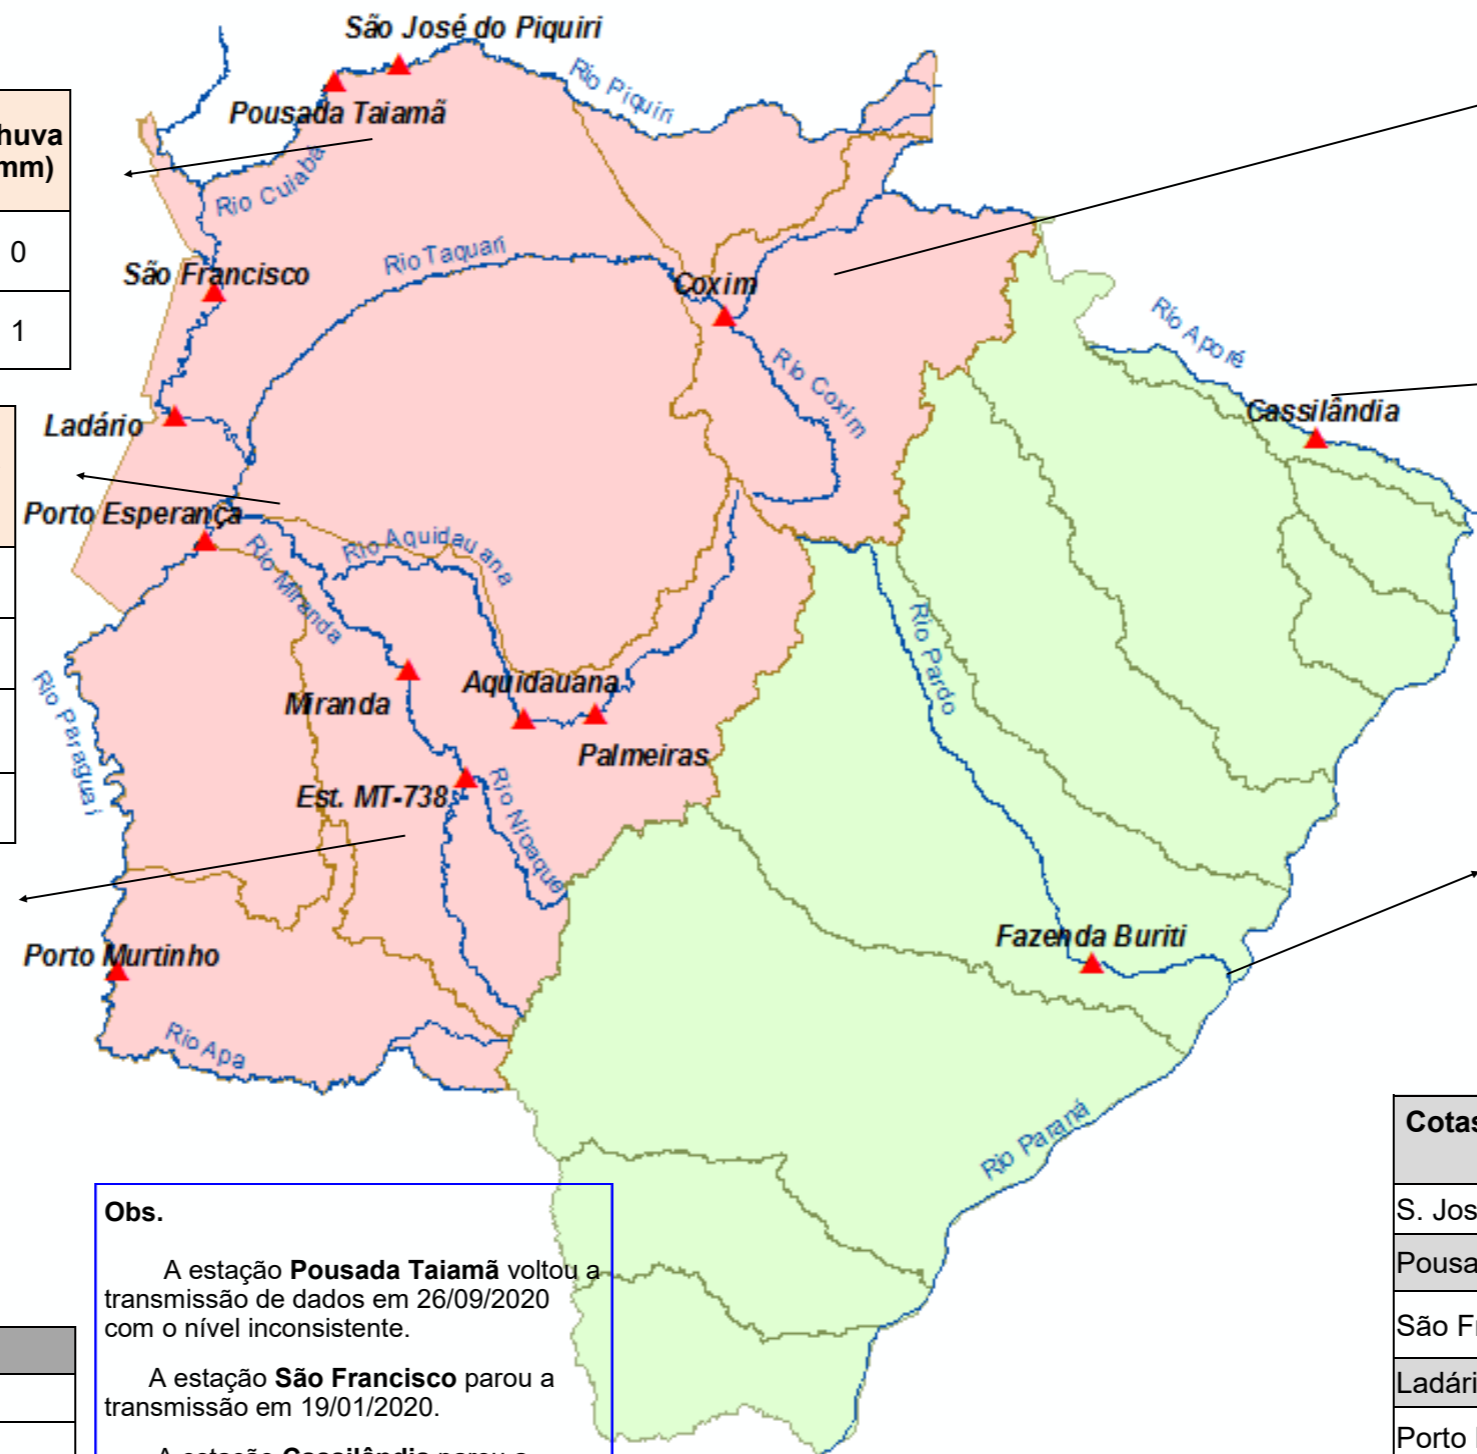 São José do Piquiri
Rio Piquiri
Pousada Taiamã
huva
mm)
Rio Cuiabá
0
Rio Taquari
São Francisco
Coxim
1
Rio Aporé
Rio Coxim
Cassilândia
Ladário
Porto Esperança
Rio Aquidauana
Rio Miranda
Rio Pardo
Aquidauana
Miranda
Rio Paraguai
Palmeiras
Est. MT-738
Rio Nioaque
Fazenda Buriti
Porto Murtinho
Rio Apa
Rio Paraná
Cotas
S. Jos
Pousa
São Fr
Ladári
Porto
Obs.
A estação Pousada Taiamã voltou a
transmissão de dados em 26/09/2020
com o nível inconsistente.
A estação São Francisco parou a
transmissão em 19/01/2020.
A estação Cassilândia parou a